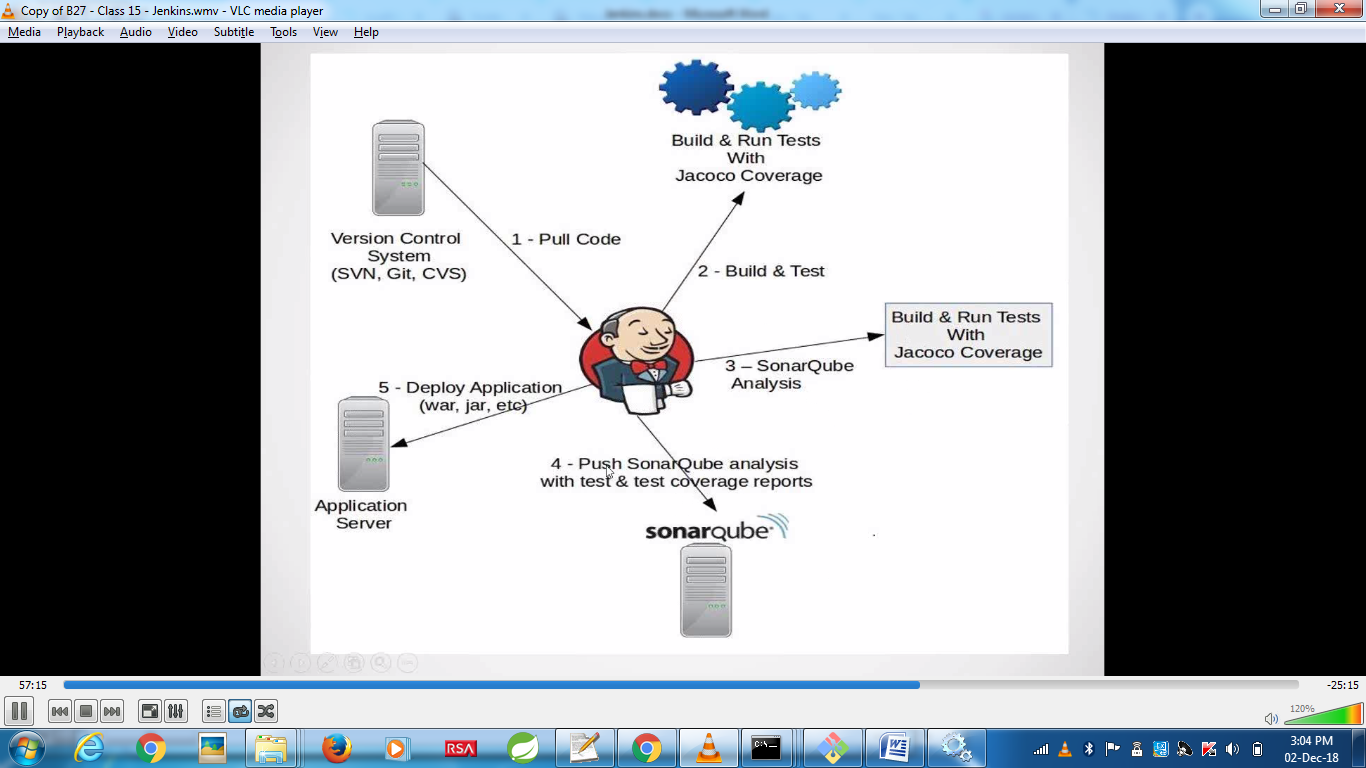 Copy of B27 - Class 15 - Jenkins.wmv - VLC media player
Media Playback Audio Video Subtitle Tools View Help
Build & Run Tests
With
Jacoco Coverage
Version Control
System
(SVN, Git, CVS)
1 - Pull Code
2 - Build & Test
Build & Run Tests
With
Jacoco Coverage
3 – SonarQube
Analysis
5 - Deploy Application
(war, jar, etc)
4 - Push SonarQube analysis
with test & test coverage reports
Application
Server
sonarqube
57:15
-25:15
120%
RSA
C:\
3:04 PM
02-Dec-18